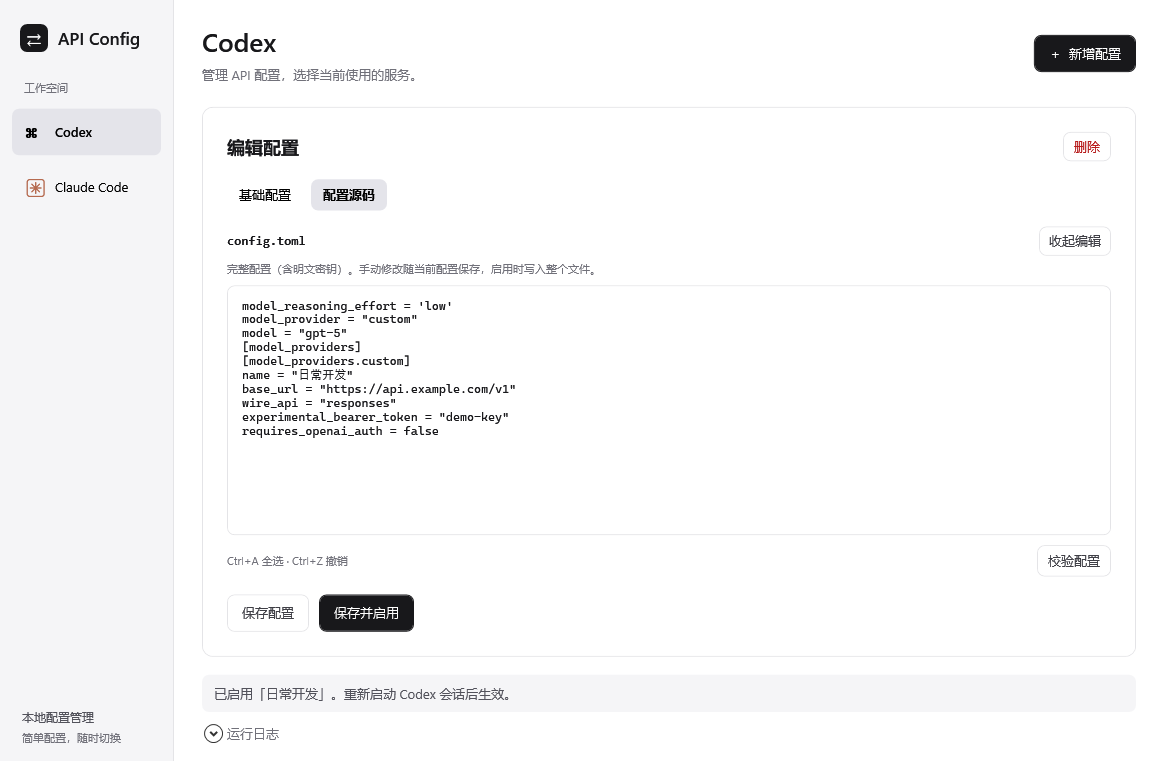 API Config
工作空间
Codex
Claude Code
本地配置管理
简单配置，随时切换
Codex
管理 API 配置，选择当前使用的服务。
+ 新增配置
编辑配置
删除
基础配置
配置源码
config.toml
收起编辑
完整配置（含明文密钥）。手动修改随当前配置保存，启用时写入整个文件。
model_reasoning_effort = 'low'
model_provider = "custom"
model = "gpt-5"
[model_providers]
[model_providers.custom]
name = "日常开发"
base_url = "https://api.example.com/v1"
wire_api = "responses"
experimental_bearer_token = "demo-key"
requires_openai_auth = false
Ctrl+A 全选 · Ctrl+Z 撤销
校验配置
保存配置
保存并启用
已启用「日常开发」。重新启动 Codex 会话后生效。
运行日志